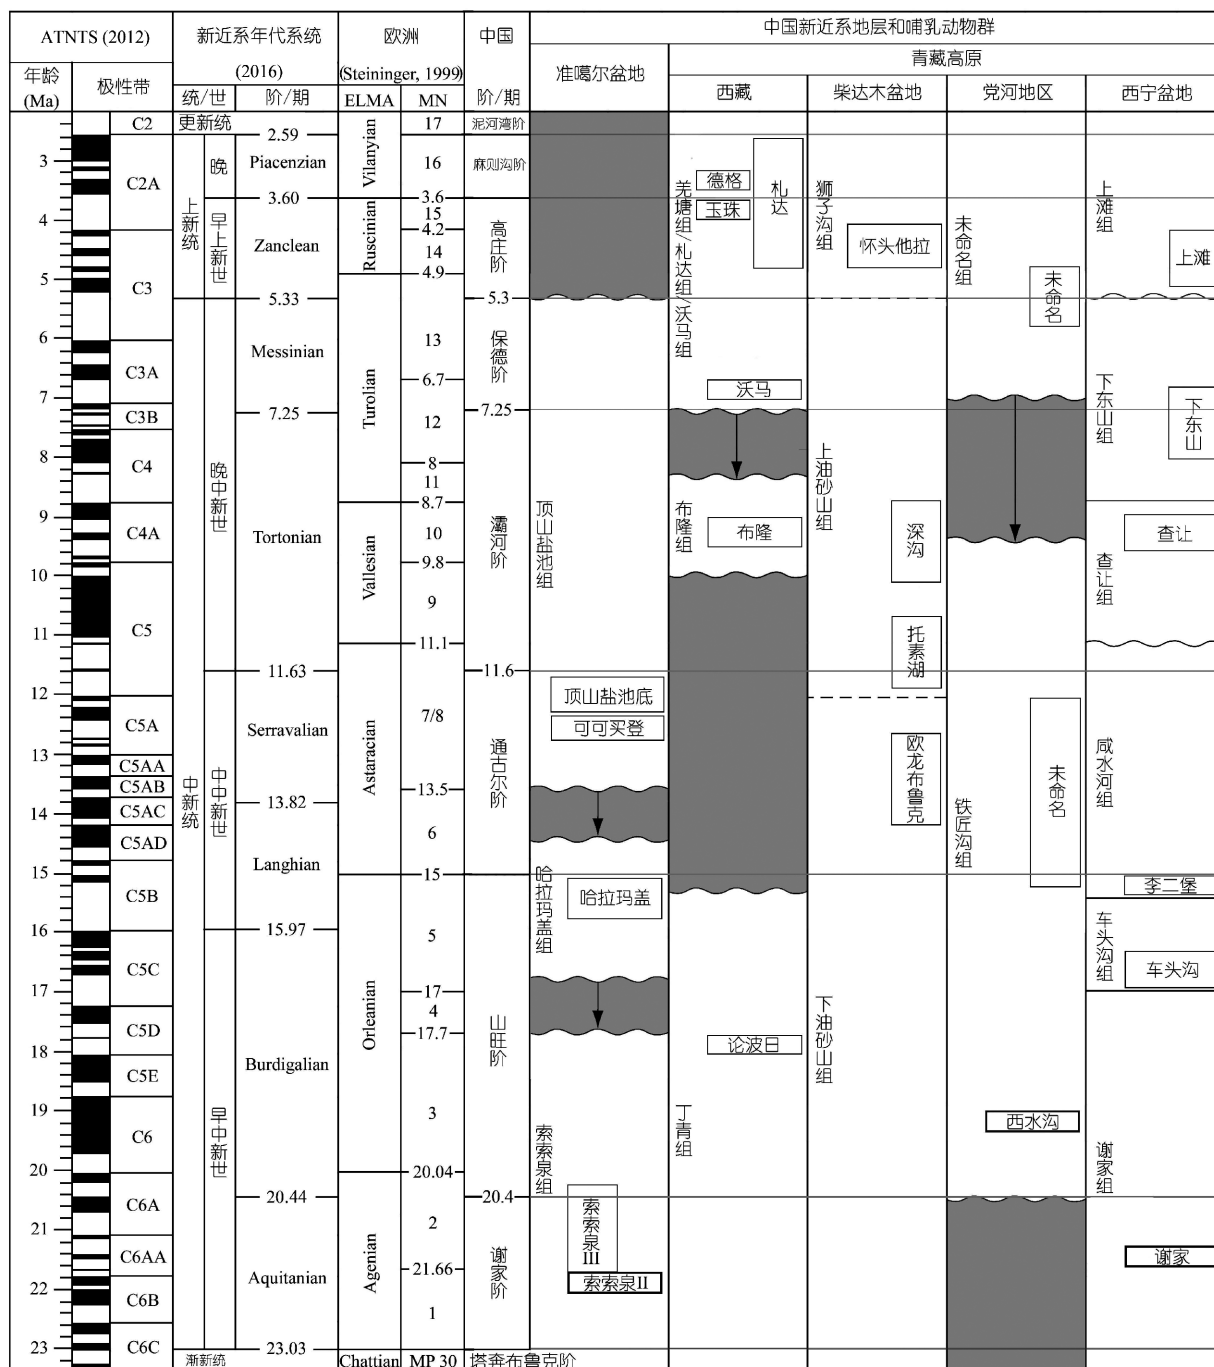 ATNTS (2012)
新近系年代系统
(2016)
欧洲
(Steininger, 1999)
中国
中国新近系地层和哺乳动物群
年龄
(Ma)
极性带
统/世
阶/期
ELMA
MN
阶/期
准噶尔盆地
青藏高原
西藏
柴达木盆地
党河地区
西宁盆地
3
4
5
6
7
8
9
10
11
12
13
14
15
16
17
18
19
20
21
22
23
C2
C2A
C3
C3A
C3B
C4
C4A
C5
C5A
C5AA
C5AB
C5AC
C5AD
C5B
C5C
C5D
C5E
C6
C6A
C6AA
C6B
C6C
更新统
上新统
中新统
渐新统
晚
早上新世
晚中新世
中中新世
早中新世
2.59
Piacenzian
3.60
Zanclean
5.33
Messinian
7.25
Tortonian
11.63
Serravalian
13.82
Langhian
15.97
Burdigalian
20.44
Aquitanian
23.03
Vilanyian
Ruscinian
Turolian
Vallesian
Astaracian
Orleanian
Agenian
Chattian
17
16
3.6
15
4.2
14
4.9
13
6.7
12
8
11
8.7
10
9.8
9
11.1
7/8
13.5
6
15
5
17
4
17.7
3
20.04
2
21.66
1
MP 30
泥河湾阶
麻则沟阶
高庄阶
5.3
保德阶
7.25
灞河阶
11.6
通古尔阶
山旺阶
20.4
谢家阶
塔奔布鲁克阶
顶山盐池组
顶山盐池底
可可买登
哈拉玛盖组
哈拉玛盖
索索泉组
索索泉III
索索泉II
羌塘组/札达组/沃马组
德格
玉珠
札达
沃马
布隆组
布隆
论波日
丁青组
狮子沟组
怀头他拉
上油砂山组
深沟
托素湖
欧龙布鲁克
下油砂山组
未命名组
未命名
铁匠沟组
未命名
西水沟
上滩组
上滩
下东山组
下东山
查让组
查让
咸水河组
李二堡
车头沟组
车头沟
谢家组
谢家